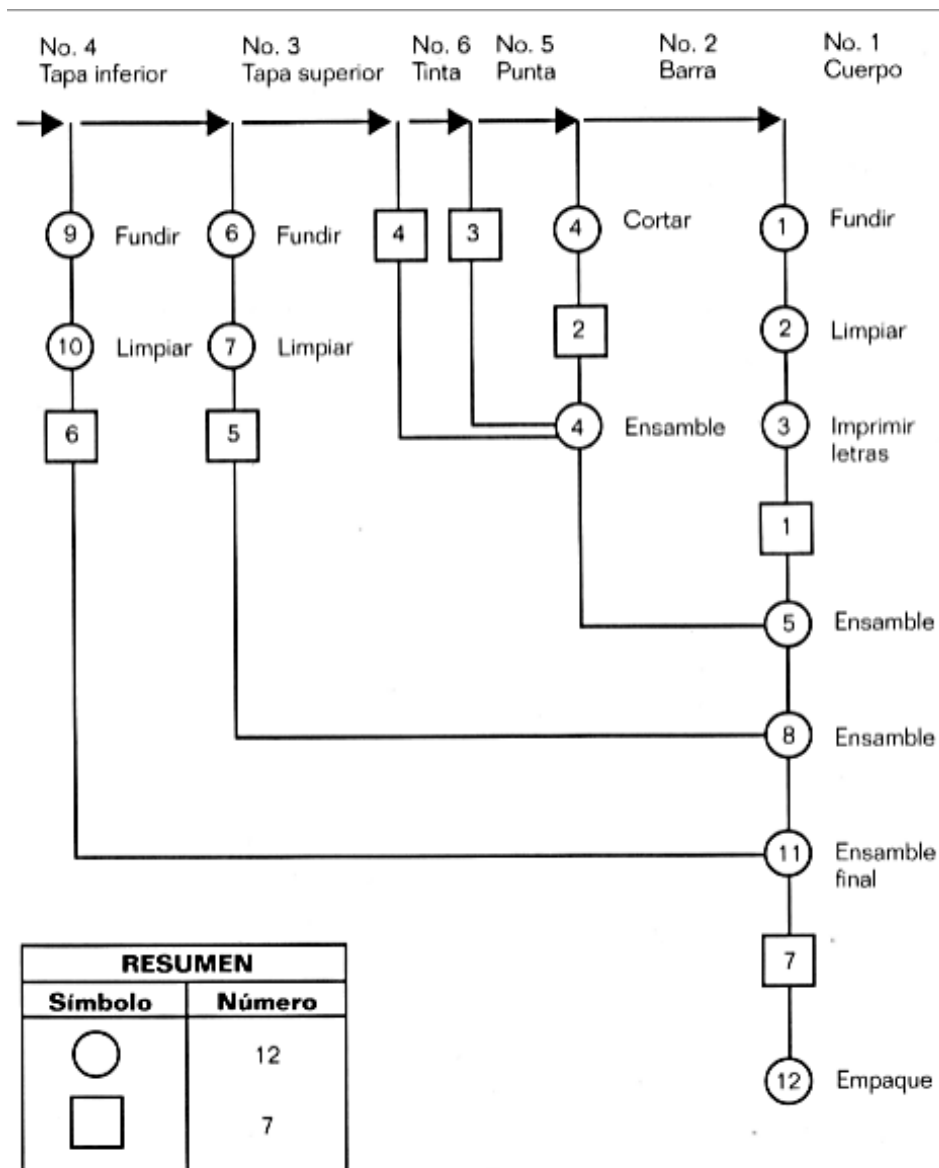 No. 4
Tapa inferior
No. 3
Tapa superior
No. 6
Tinta
No. 5
Punta
No. 2
Barra
No. 1
Cuerpo
9 Fundir
6 Fundir
4
3
4 Cortar
1 Fundir
10 Limpiar
7 Limpiar
2
2 Limpiar
6
5
4 Ensamble
3 Imprimir
letras
1
5 Ensamble
8 Ensamble
11 Ensamble
final
7
12 Empaque
RESUMEN
Símbolo Número
12
7